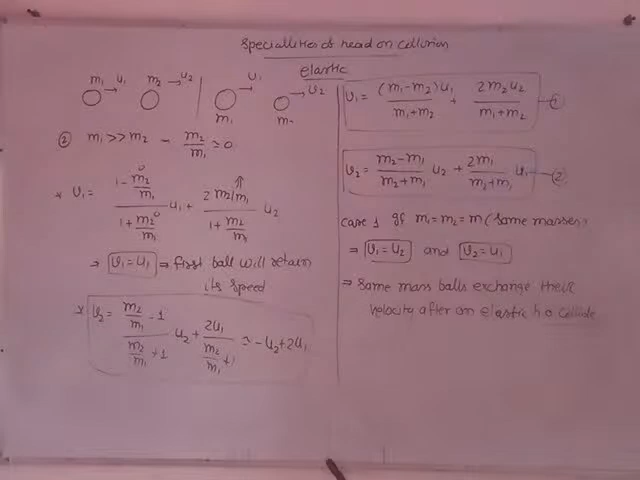 Specialities of head on collision
elastic
m₁ → u₁ m₂ → u₂ | → v₁ → v₂
m₁ m₂
② m₁ >> m₂ - m₂/m₁ ≈ 0
* v₁ = (1 - m₂/m₁)/(1 + m₂/m₁) u₁ + (2 m₂/m₁)/(1 + m₂/m₁) u₂
⇒ v₁ = u₁ ⇒ first ball will retain
its speed
* v₂ = (m₂/m₁ - 1)/(m₂/m₁ + 1) u₂ + 2u₁/(m₂/m₁ + 1) ≈ -u₂ + 2u₁
v₁ = (m₁-m₂)u₁/(m₁+m₂) + 2m₂u₂/(m₁+m₂) - ①
v₂ = (m₂-m₁)/(m₂+m₁) u₂ + 2m₁/(m₂+m₁) u₁ - ②
case 1 If m₁=m₂=m (same masses)
⇒ v₁=u₂ and v₂=u₁
⇒ Same mass balls exchange their
velocity after an elastic h o collide